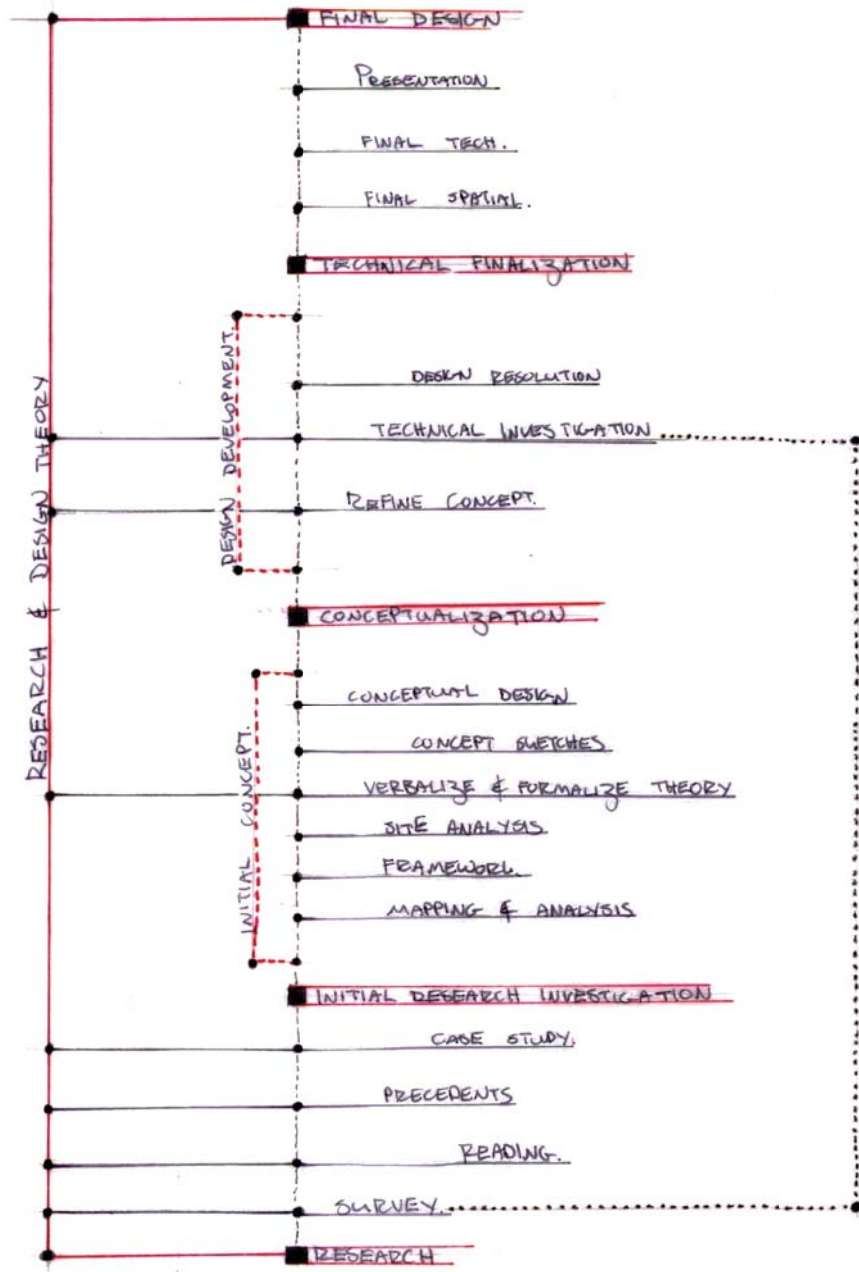 FINAL DESIGN
PRESENTATION
FINAL TECH.
FINAL SPATIAL.
TECHNICAL FINALIZATION
DESIGN RESOLUTION
TECHNICAL INVESTIGATION
REFINE CONCEPT.
DESIGN DEVELOPMENT.
RESEARCH & DESIGN THEORY
CONCEPTUALIZATION
CONCEPTUAL DESIGN
CONCEPT SKETCHES
VERBALIZE & FORMALIZE THEORY
SITE ANALYSIS
FRAMEWORK.
MAPPING & ANALYSIS
INITIAL CONCEPT.
INITIAL DESEARCH INVESTIGATION
CASE STUDY.
PRECEDENTS
READING.
SURVEY.
RESEARCH